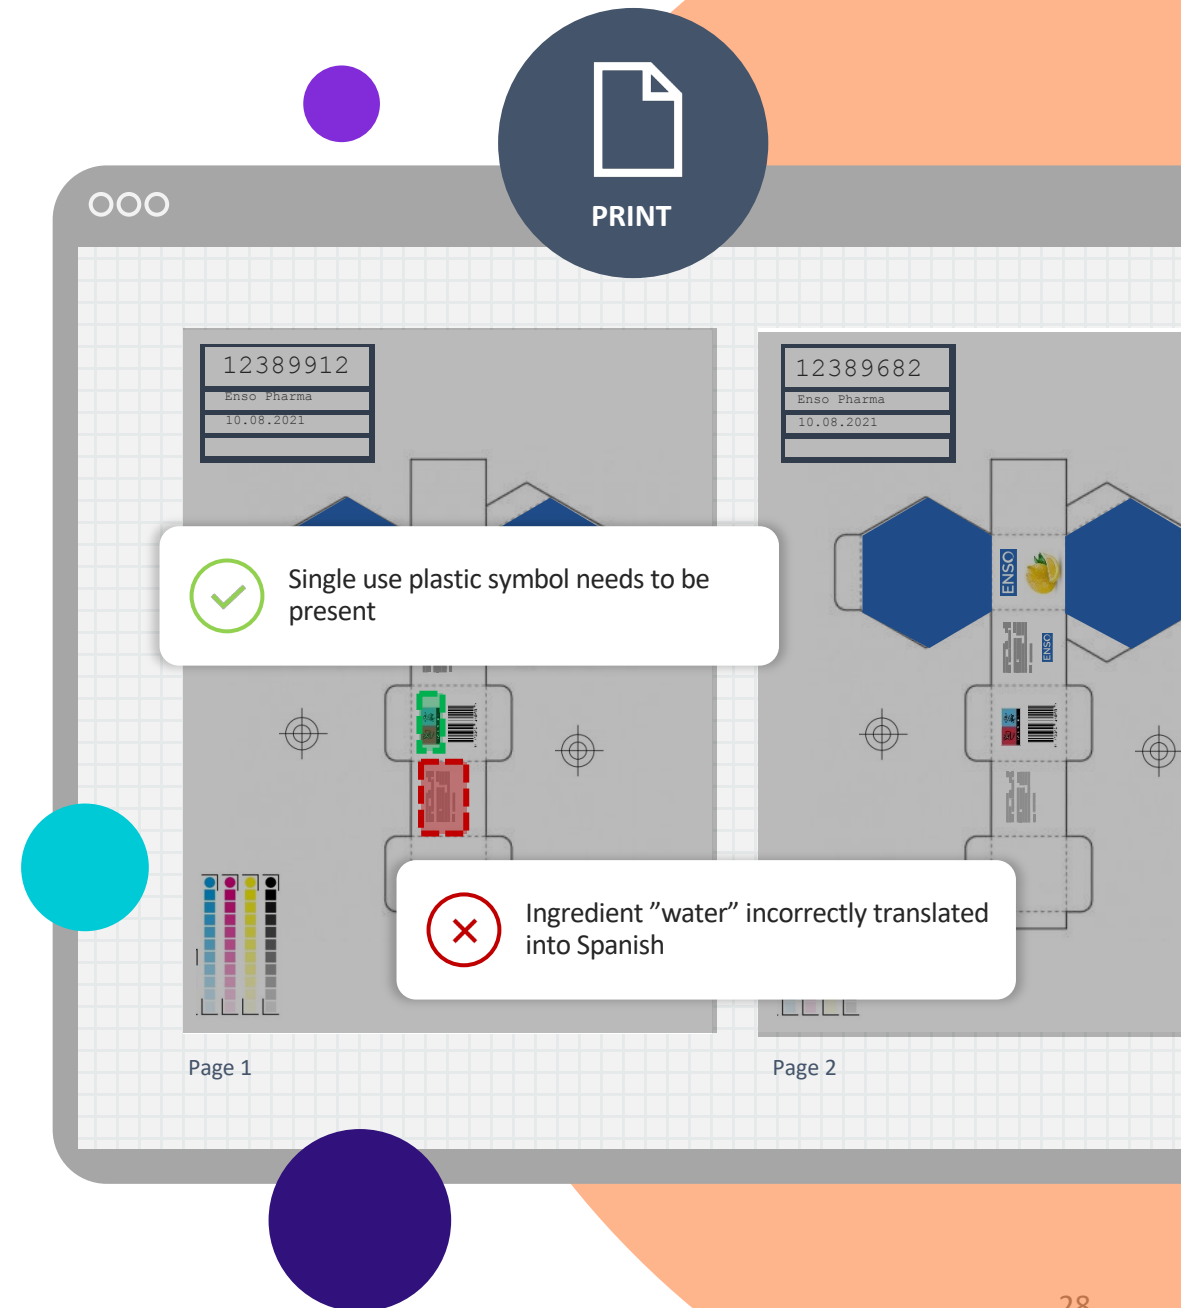 PRINT
12389912
Enso Pharma
10.08.2021
12389682
Enso Pharma
10.08.2021
Single use plastic symbol needs to be
present
ENSO
ENSO
Ingredient ”water” incorrectly translated
into Spanish
Page 1
Page 2
28